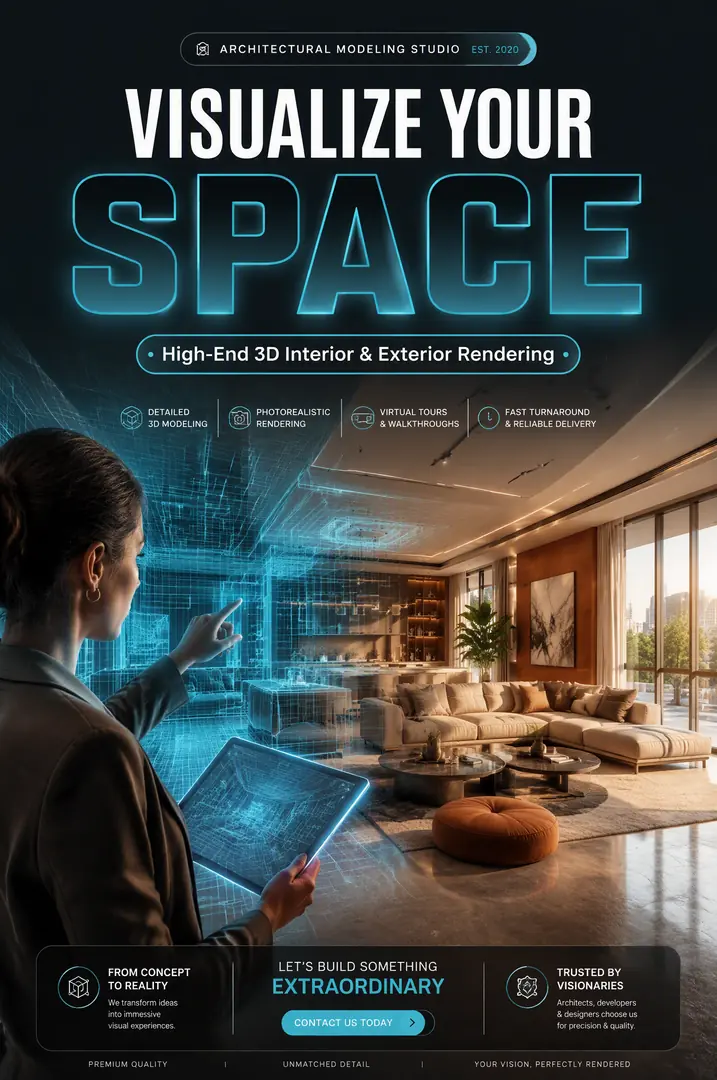 ARCHITECTURAL MODELING STUDIO EST. 2020
VISUALIZE YOUR
SPACE
• High-End 3D Interior & Exterior Rendering •
DETAILED
3D MODELING
PHOTOREALISTIC
RENDERING
VIRTUAL TOURS
& WALKTHROUGHS
FAST TURNAROUND
& RELIABLE DELIVERY
FROM CONCEPT
TO REALITY
We transform ideas
into immersive
visual experiences.
LET'S BUILD SOMETHING
EXTRAORDINARY
CONTACT US TODAY
TRUSTED BY
VISIONARIES
Architects, developers
& designers choose us
for precision & quality.
PREMIUM QUALITY | UNMATCHED DETAIL | YOUR VISION, PERFECTLY RENDERED